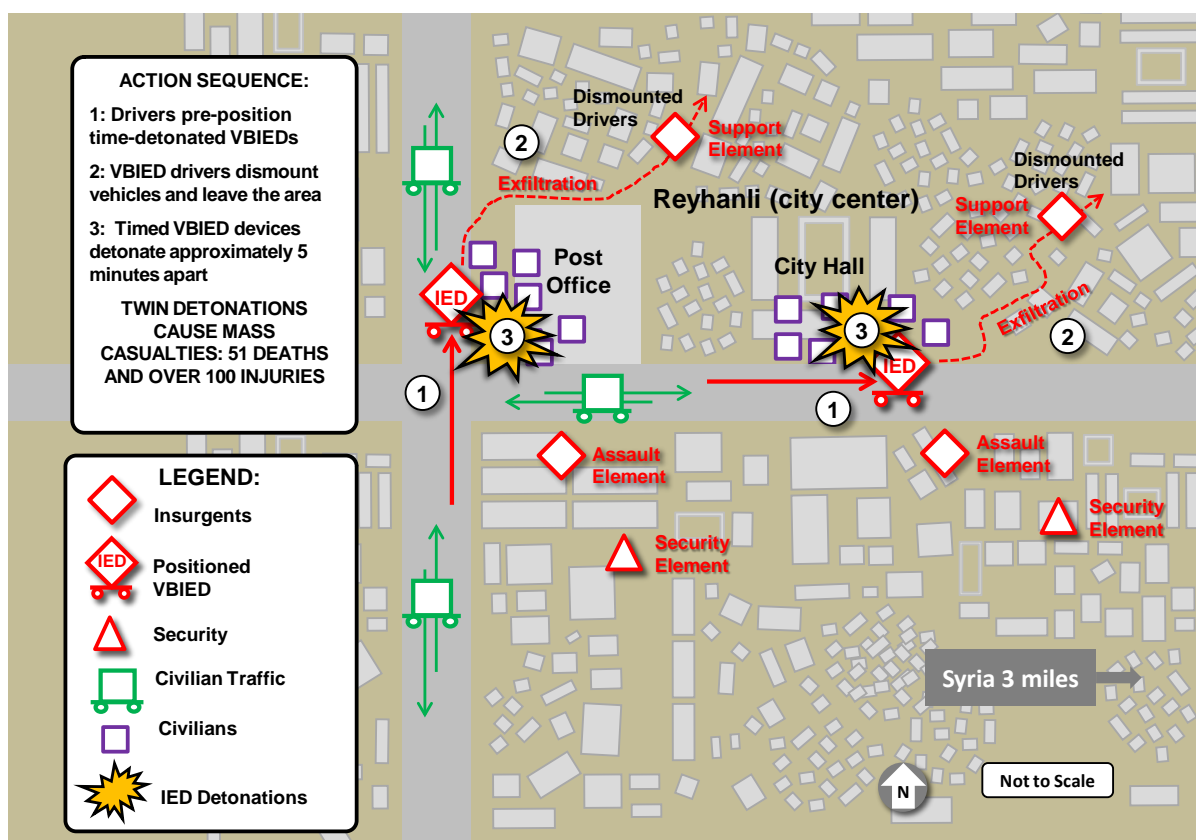 ACTION SEQUENCE:
1: Drivers pre-position
time-detonated VBIEDs
2: VBIED drivers dismount
vehicles and leave the area
3: Timed VBIED devices
detonate approximately 5
minutes apart
TWIN DETONATIONS
CAUSE MASS
CASUALTIES: 51 DEATHS
AND OVER 100 INJURIES
LEGEND:
Insurgents
IED
Positioned
VBIED
Security
Civilian Traffic
Civilians
IED Detonations
Dismounted
Drivers
2
Support
Element
Exfiltration
Reyhanli (city center)
Dismounted
Drivers
Support
Element
Post
Office
City Hall
IED
3
3
IED
Exfiltration
2
1
1
Assault
Element
Assault
Element
Security
Element
Security
Element
Syria 3 miles
N
Not to Scale